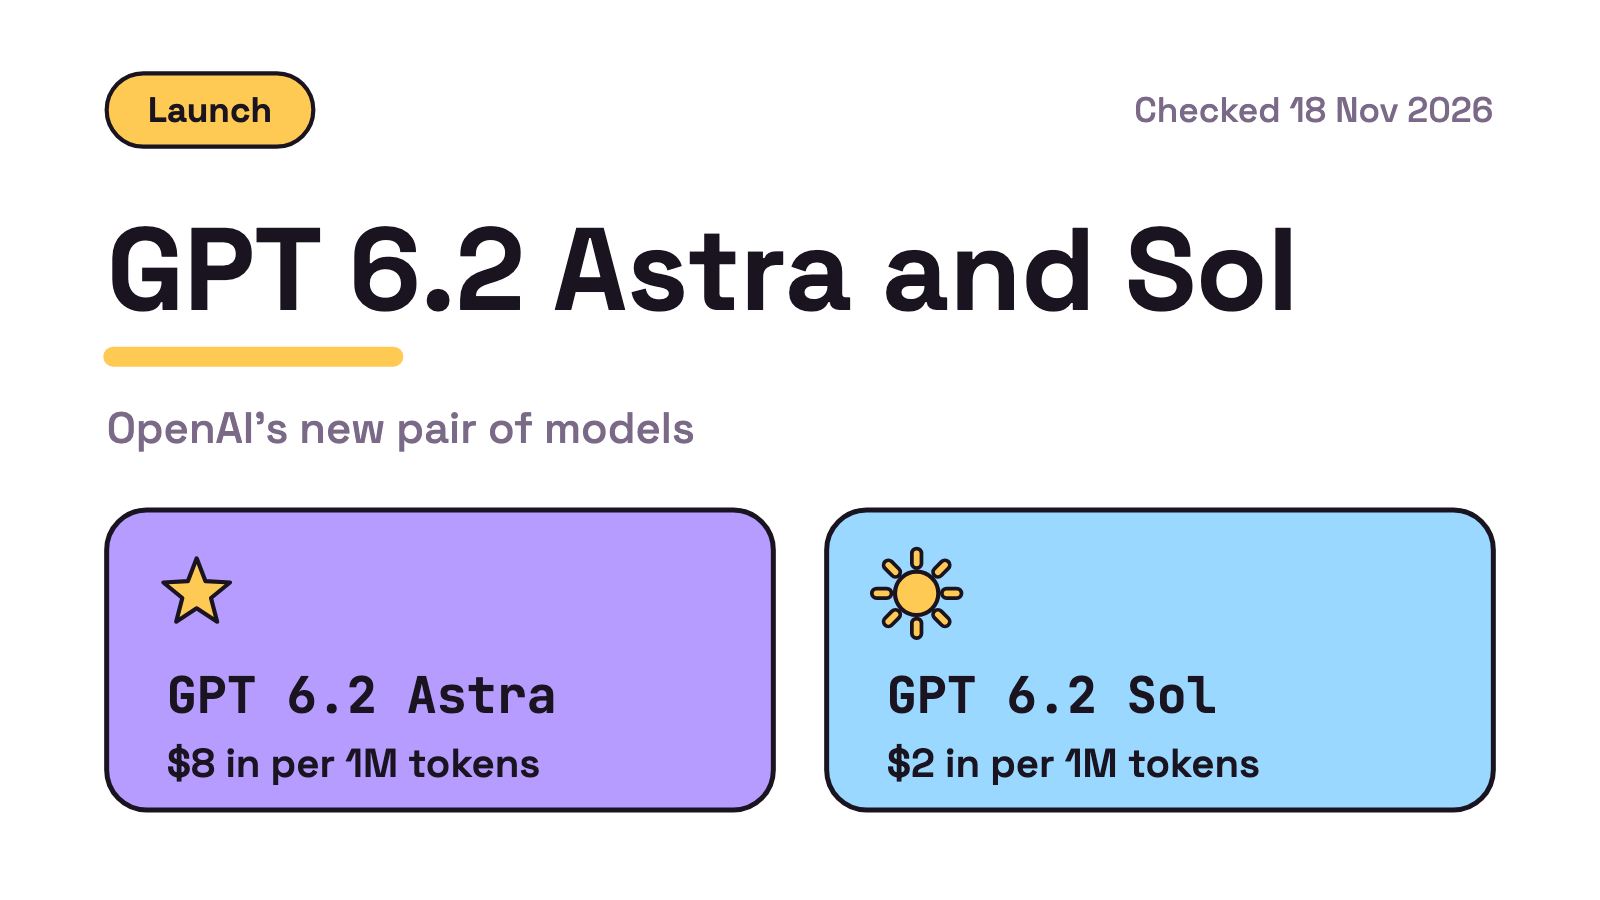 Launch
Checked 18 Nov 2026
GPT 6.2 Astra and Sol
OpenAI’s new pair of models
GPT 6.2 Astra
$8 in per 1M tokens
GPT 6.2 Sol
$2 in per 1M tokens